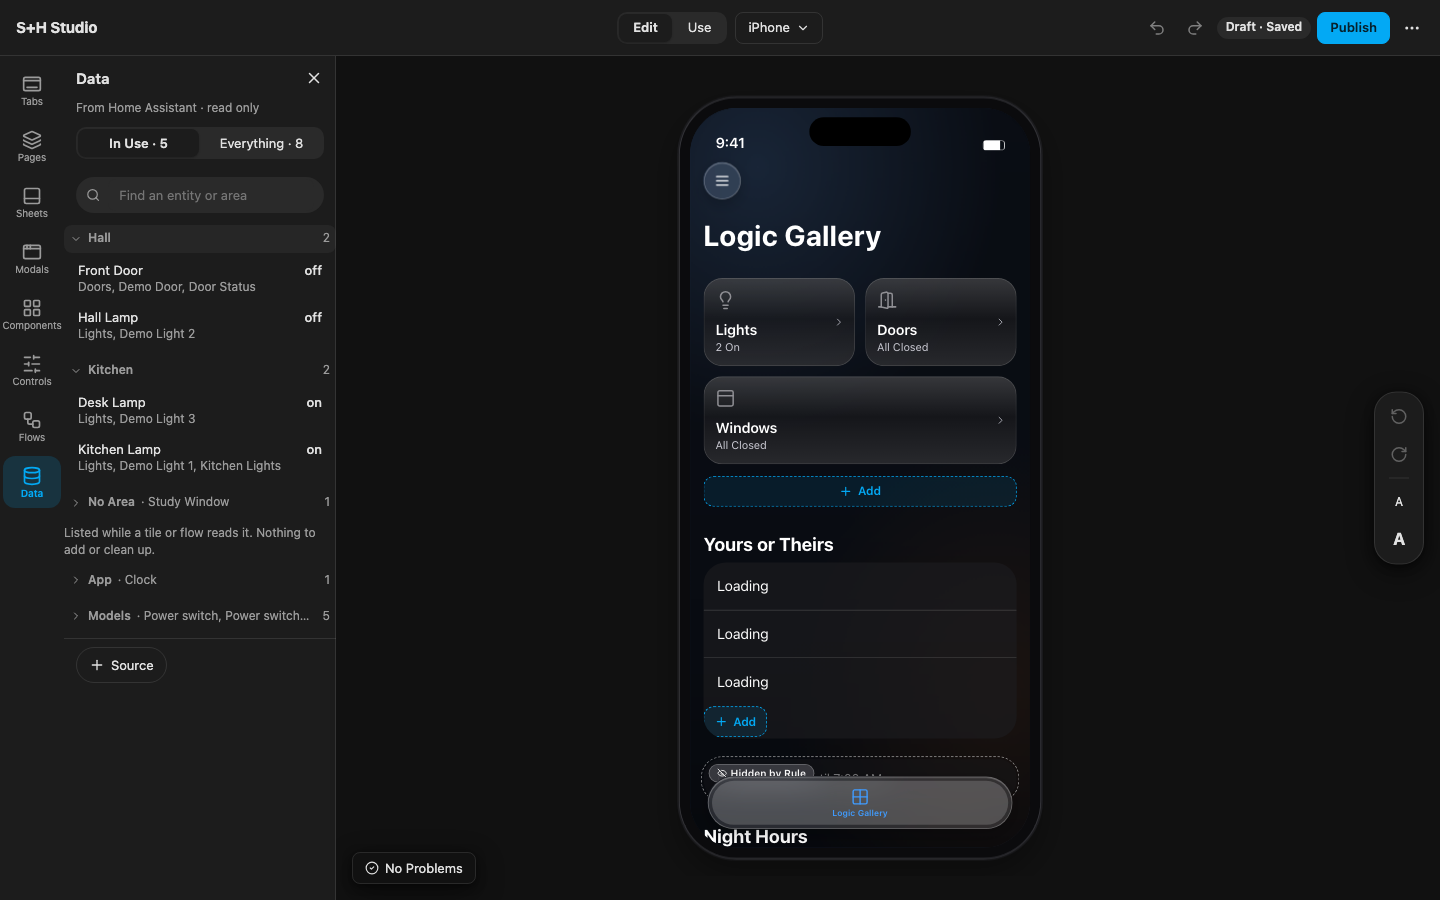 S+H Studio
Edit
Use
iPhone
Draft · Saved
Publish
Tabs
Pages
Sheets
Modals
Components
Controls
Flows
Data
Data
From Home Assistant · read only
In Use · 5
Everything · 8
Find an entity or area
Hall
2
Front Door
off
Doors, Demo Door, Door Status
Hall Lamp
off
Lights, Demo Light 2
Kitchen
2
Desk Lamp
on
Lights, Demo Light 3
Kitchen Lamp
on
Lights, Demo Light 1, Kitchen Lights
No Area · Study Window
1
Listed while a tile or flow reads it. Nothing to
add or clean up.
App · Clock
1
Models · Power switch, Power switch...
5
+ Source
No Problems
9:41
Logic Gallery
Lights
2 On
Doors
All Closed
Windows
All Closed
+ Add
Yours or Theirs
Loading
Loading
Loading
+ Add
Hidden by Rule
Logic Gallery
Night Hours
A
A